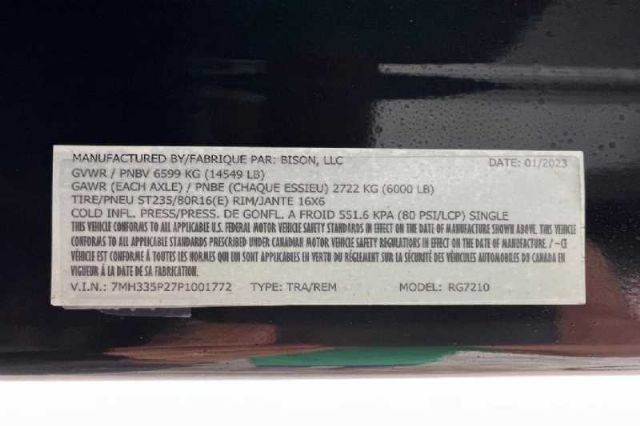 MANUFACTURED BY/FABRIQUE PAR: BISON, LLC DATE: 01/2023
GVWR / PNBV 6599 KG (14549 LB)
GAWR (EACH AXLE) / PNBE (CHAQUE ESSIEU) 2722 KG (6000 LB)
TIRE/PNEU ST235/80R16(E) RIM/JANTE 16X6
COLD INFL. PRESS/PRESS. DE GONFL. A FROID 551.6 KPA (80 PSI/LCP) SINGLE
THIS VEHICLE CONFORMS TO ALL APPLICABLE U.S. FEDERAL MOTOR VEHICLE SAFETY STANDARDS IN EFFECT ON THE DATE OF MANUFACTURE SHOWN ABOVE. THIS VEHICLE
CONFORMS TO ALL APPLICABLE STANDARDS PRESCRIBED UNDER CANADIAN MOTOR VEHICLE SAFETY REGULATIONS IN EFFECT ON THE DATE OF MANUFACTURE. / -CE
VÉHICLE EST CONFORME A TOUTES LES NORMES QUI LUI SONT APPLICABLES EN VERTU DU RÉGLEMENT SUR LA SÉCURITÉ DES VÉHICULES AUTOMOBILES DU CANADA EN
VIGUEUR Á LA DATE DE SA FABRICATION.
V.I.N.: 7MH335P27P1001772 TYPE: TRA/REM MODEL: RG7210